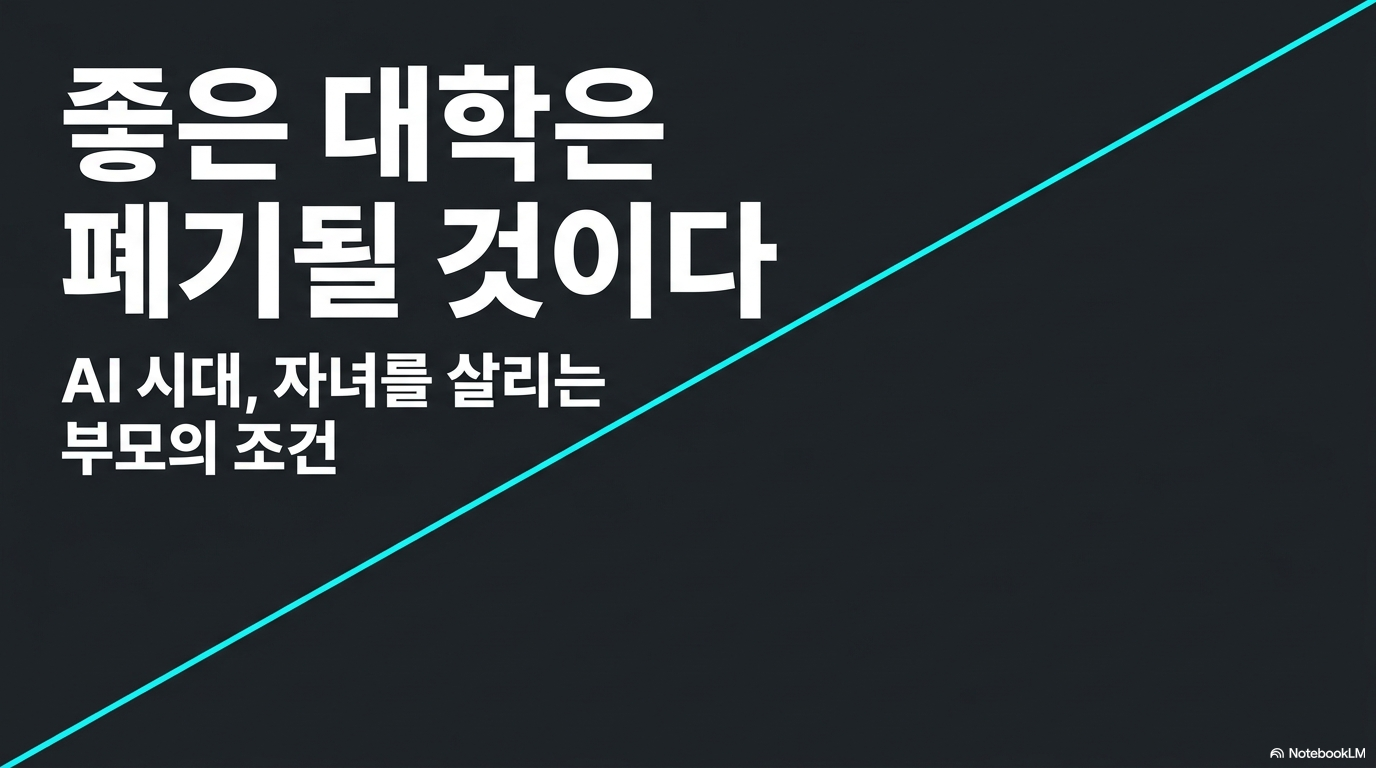 좋은 대학은
폐기될 것이다
AI 시대, 자녀를 살리는
부모의 조건
NotebookLM